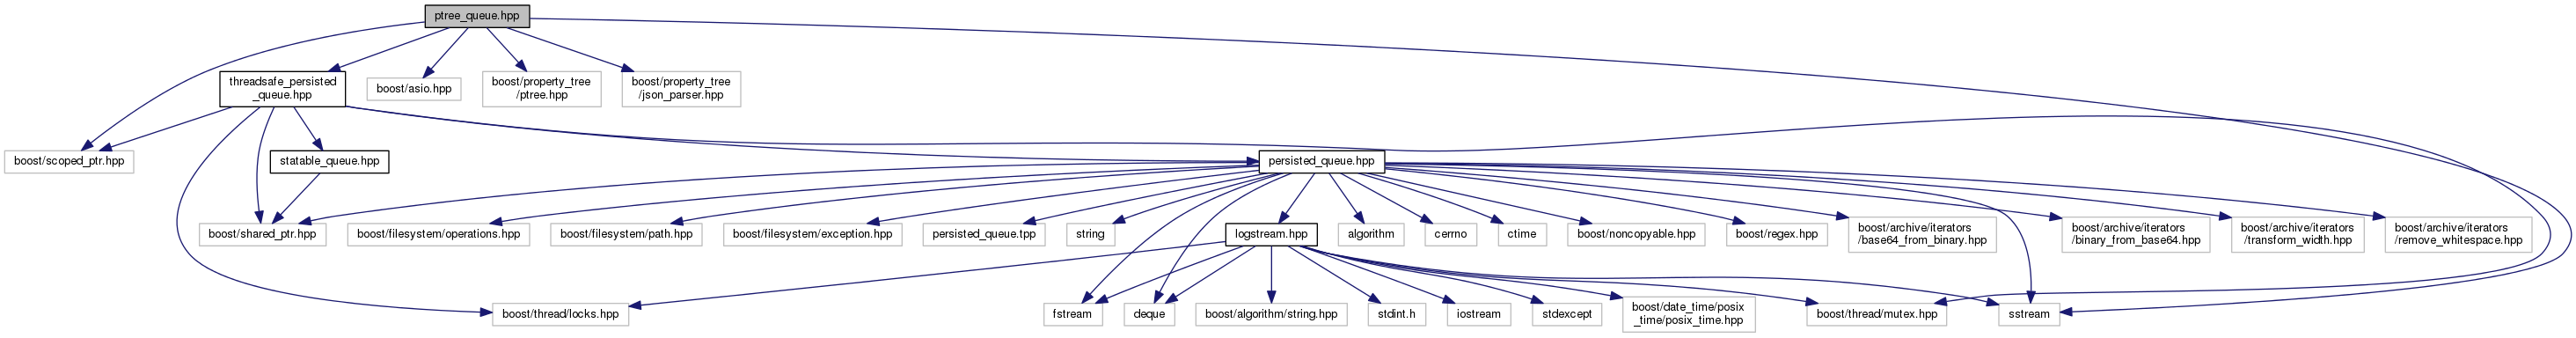 ptree_queue.hpp
threadsafe_persisted
_queue.hpp
boost/asio.hpp
boost/property_tree
/ptree.hpp
boost/property_tree
/json_parser.hpp
boost/scoped_ptr.hpp
statable_queue.hpp
persisted_queue.hpp
boost/shared_ptr.hpp
boost/filesystem/operations.hpp
boost/filesystem/path.hpp
boost/filesystem/exception.hpp
persisted_queue.tpp
string
logstream.hpp
algorithm
cerrno
ctime
boost/noncopyable.hpp
boost/regex.hpp
boost/archive/iterators
/base64_from_binary.hpp
boost/archive/iterators
/binary_from_base64.hpp
boost/archive/iterators
/transform_width.hpp
boost/archive/iterators
/remove_whitespace.hpp
boost/thread/locks.hpp
fstream
deque
boost/algorithm/string.hpp
stdint.h
iostream
stdexcept
boost/date_time/posix
_time/posix_time.hpp
boost/thread/mutex.hpp
sstream